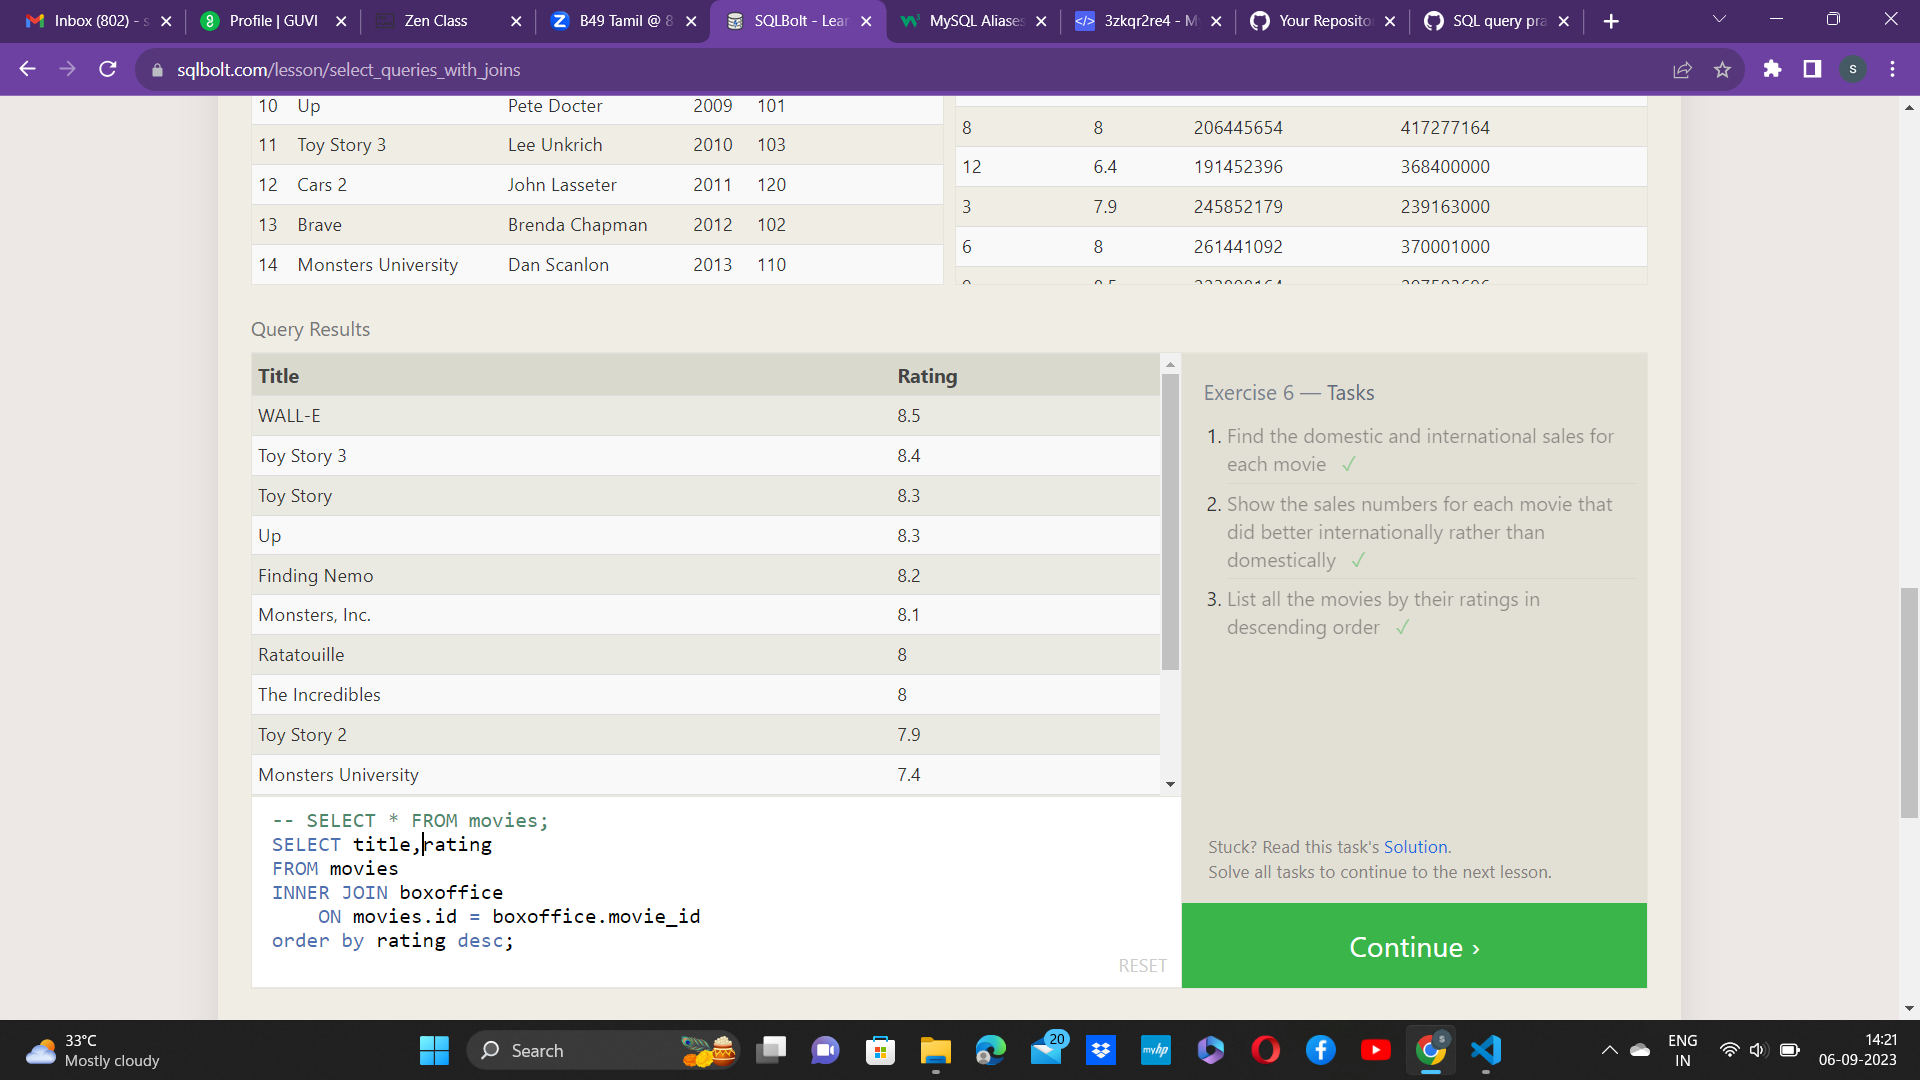 Inbox (802) - s
Profile | GUVI
Zen Class
B49 Tamil @ 8
SQLBolt - Lear
MySQL Aliases
3zkqr2re4 - M
Your Reposito
SQL query pra
sqlbolt.com/lesson/select_queries_with_joins
S
10 Up Pete Docter 2009 101
11 Toy Story 3 Lee Unkrich 2010 103
12 Cars 2 John Lasseter 2011 120
13 Brave Brenda Chapman 2012 102
14 Monsters University Dan Scanlon 2013 110
8 8 206445654 417277164
12 6.4 191452396 368400000
3 7.9 245852179 239163000
6 8 261441092 370001000
Query Results
Title Rating
WALL-E 8.5
Toy Story 3 8.4
Toy Story 8.3
Up 8.3
Finding Nemo 8.2
Monsters, Inc. 8.1
Ratatouille 8
The Incredibles 8
Toy Story 2 7.9
Monsters University 7.4
-- SELECT * FROM movies;
SELECT title,rating
FROM movies
INNER JOIN boxoffice
ON movies.id = boxoffice.movie_id
order by rating desc;
RESET
Exercise 6 — Tasks
1. Find the domestic and international sales for
each movie ✓
2. Show the sales numbers for each movie that
did better internationally rather than
domestically ✓
3. List all the movies by their ratings in
descending order ✓
Stuck? Read this task's Solution.
Solve all tasks to continue to the next lesson.
Continue ›
33°C
Mostly cloudy
Search
20
myhp
ENG
IN
14:21
06-09-2023